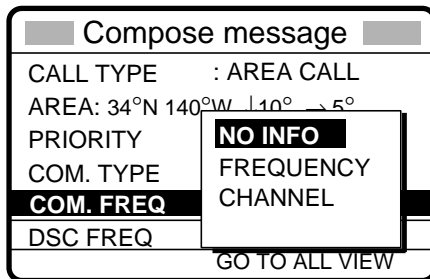 Compose message
CALL TYPE : AREA CALL
AREA: 34°N 140°W ↓10° → 5°
PRIORITY
COM. TYPE
COM. FREQ
DSC FREQ
NO INFO
FREQUENCY
CHANNEL
GO TO ALL VIEW